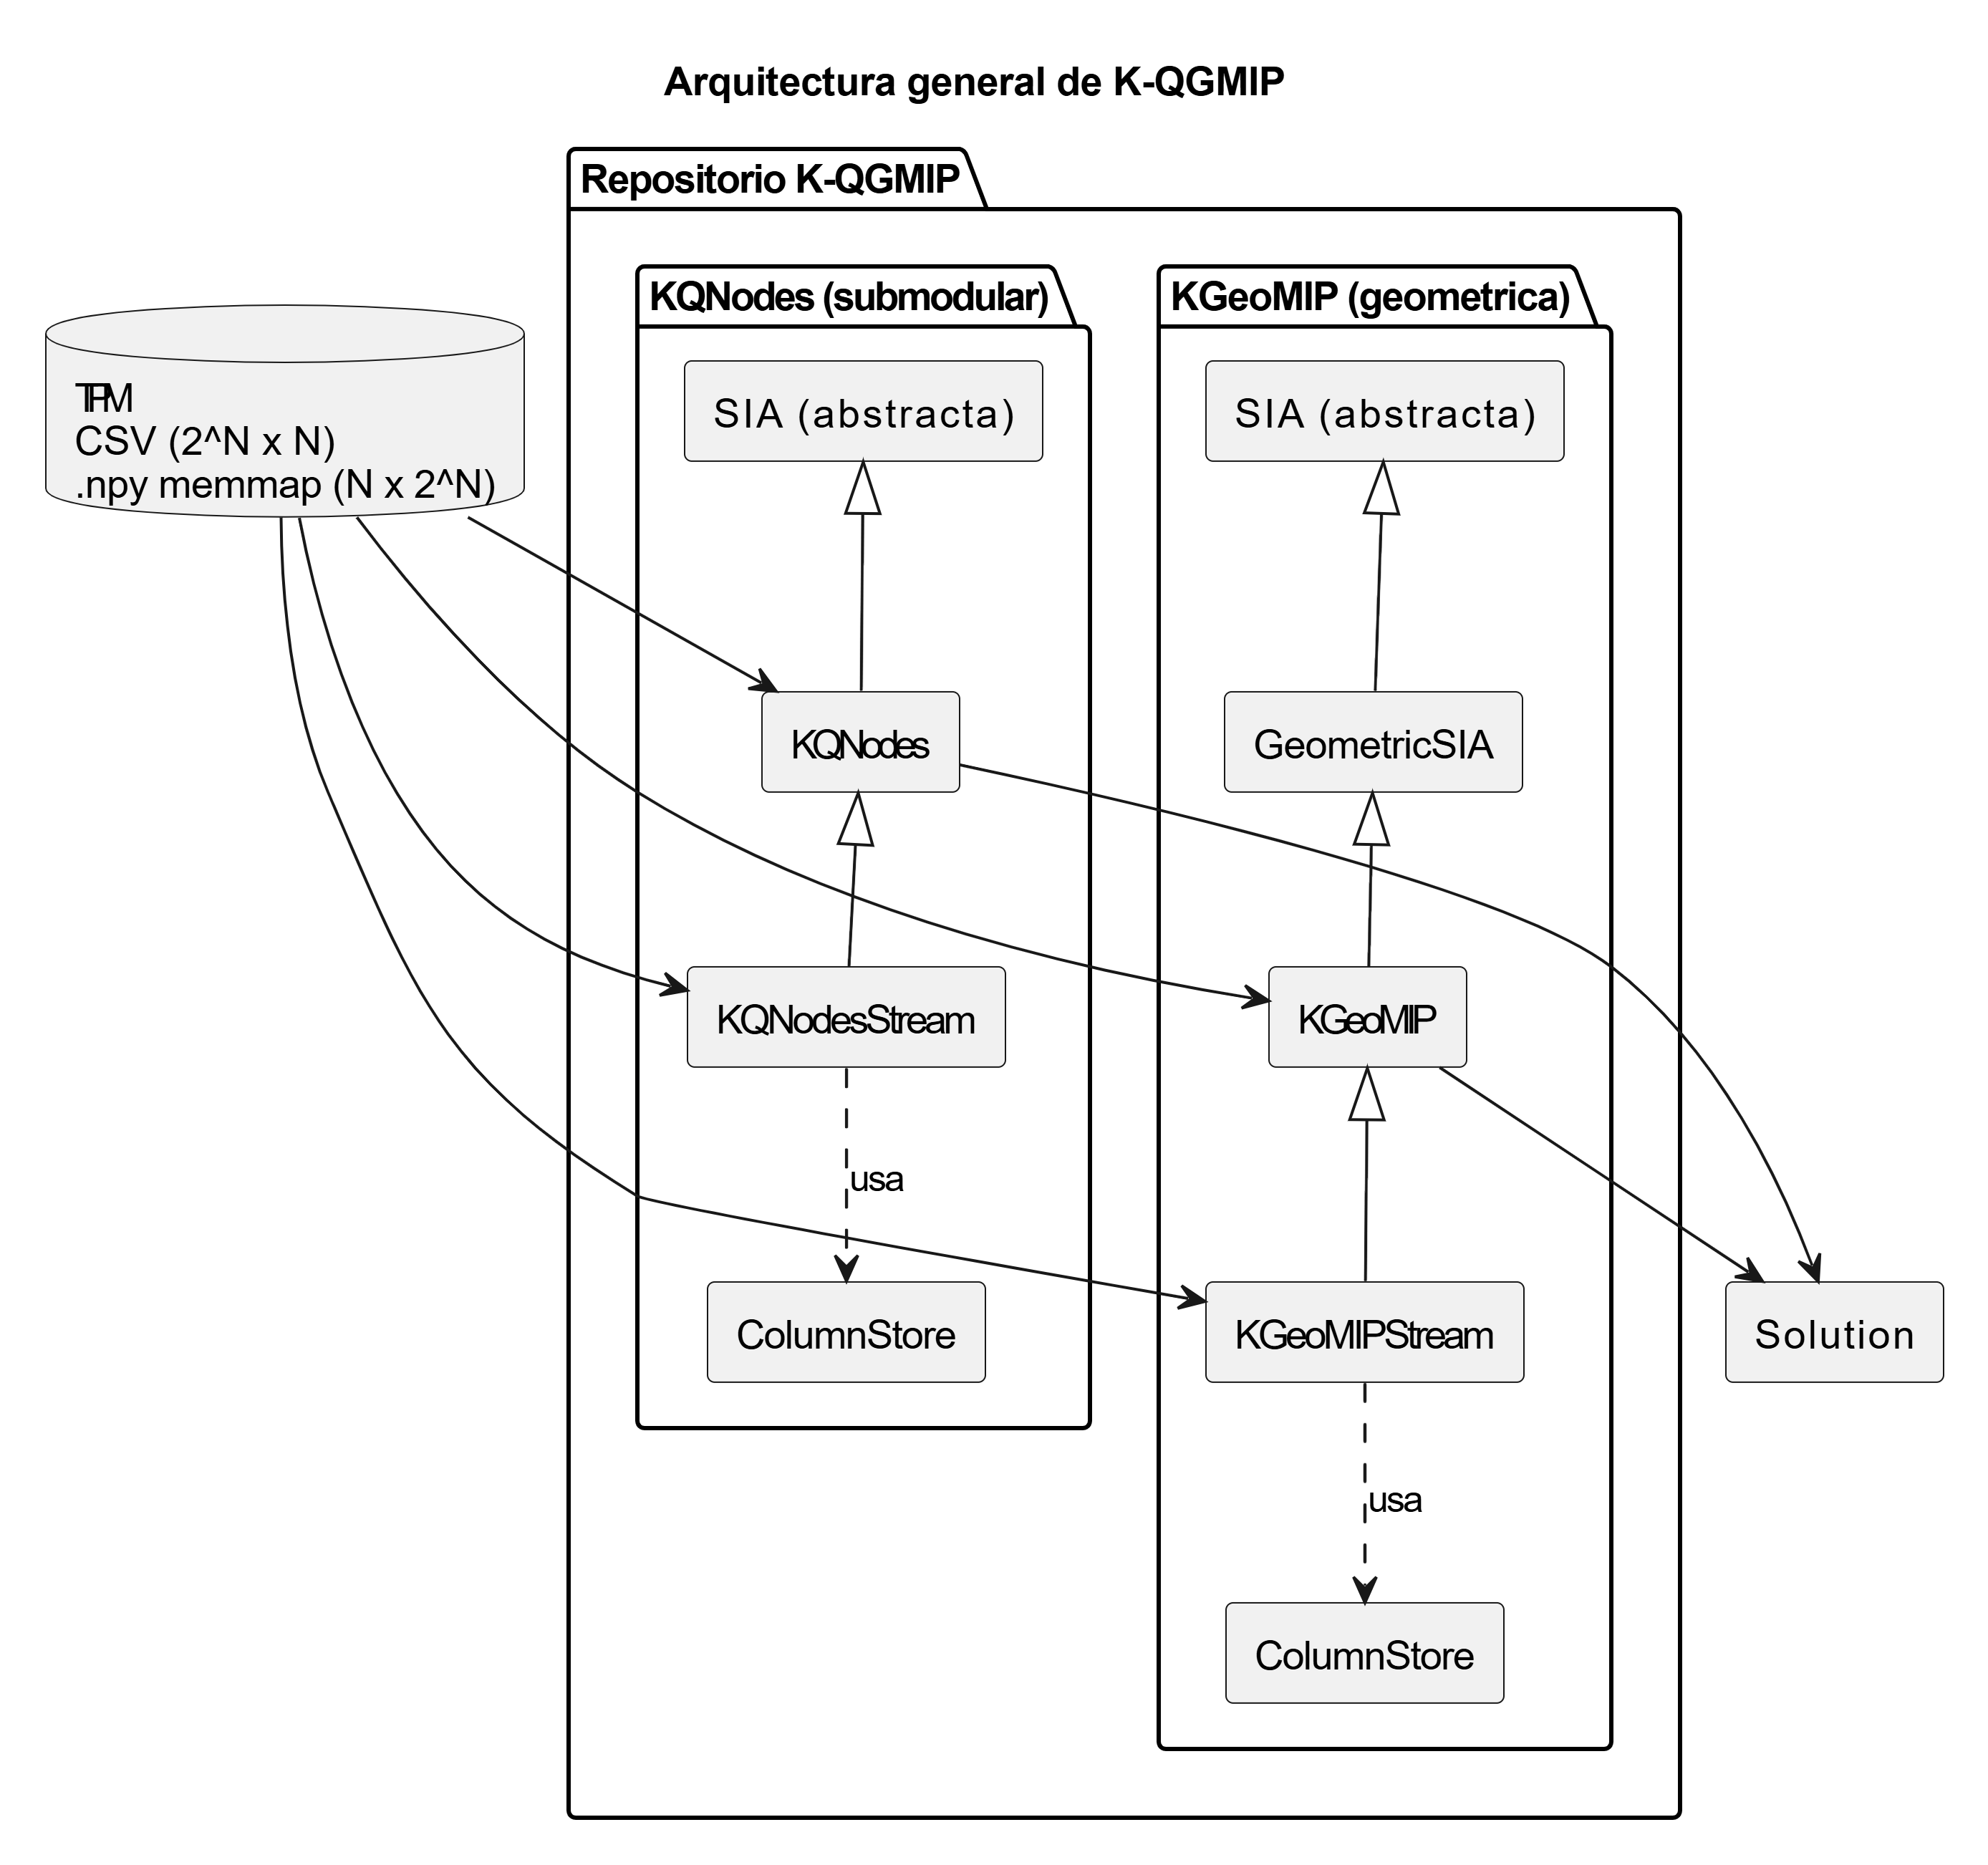 Arquitectura general de K-QGMIP
Repositorio K-QGMIP
KQNodes (submodular)
KGeoMIP (geometrica)
TPM
CSV (2^N x N)
.npy memmap (N x 2^N)
SIA (abstracta)
SIA (abstracta)
KQNodes
GeometricSIA
KQNodesStream
KGeoMIP
usa
ColumnStore
KGeoMIPStream
Solution
usa
ColumnStore